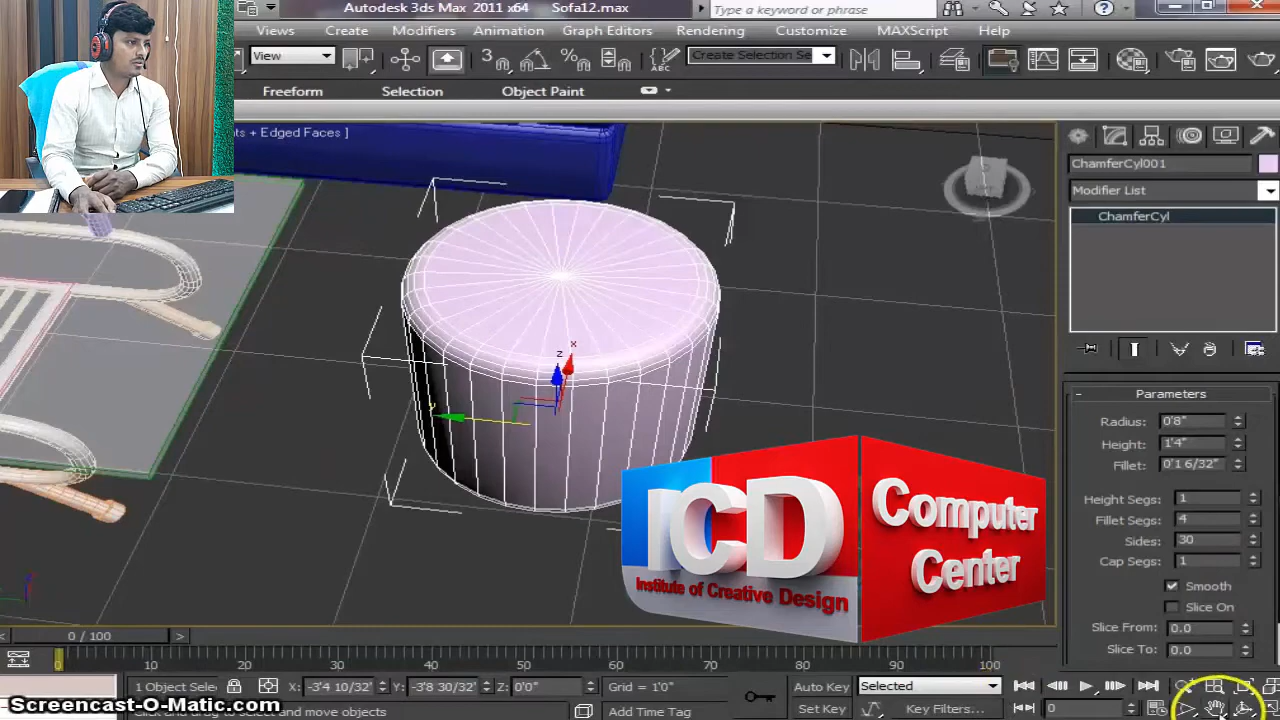 Autodesk 3ds Max 2011 x64 Sofa12.max
Type a keyword or phrase
Views Create Modifiers Animation Graph Editors Rendering Customize MAXScript Help
View
Create Selection Se
Freeform Selection Object Paint
ts + Edged Faces ]
ChamferCyl001
Modifier List
ChamferCyl
Parameters
Radius: 0'8"
Height: 1'4"
Fillet: 0'1 6/32"
Height Segs: 1
Fillet Segs: 4
Sides: 30
Cap Segs: 1
Smooth
Slice On
Slice From: 0.0
Slice To: 0.0
z x
y
ICD
Institute of Creative Design
Computer
Center
< 0 / 100 >
0 10 20 30 40 50 60 70 80 90 100
1 Object Sele X: -3'4 10/32" Y: -3'8 30/32" Z: 0'0" Grid = 1'0" Auto Key Selected
Click and drag to select and move objects Add Time Tag Set Key Key Filters... 0
Screencast-O-Matic.com